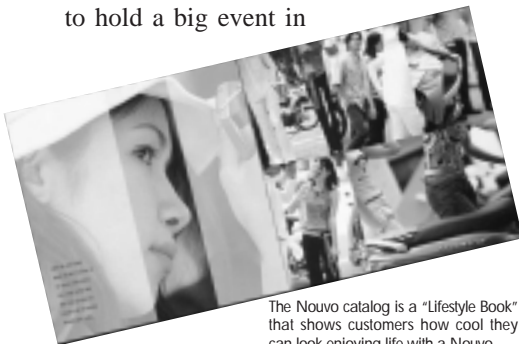 to hold a big event in
The Nouvo catalog is a “Lifestyle Book”
that shows customers how cool they
can look enjoying life with a Nouvo